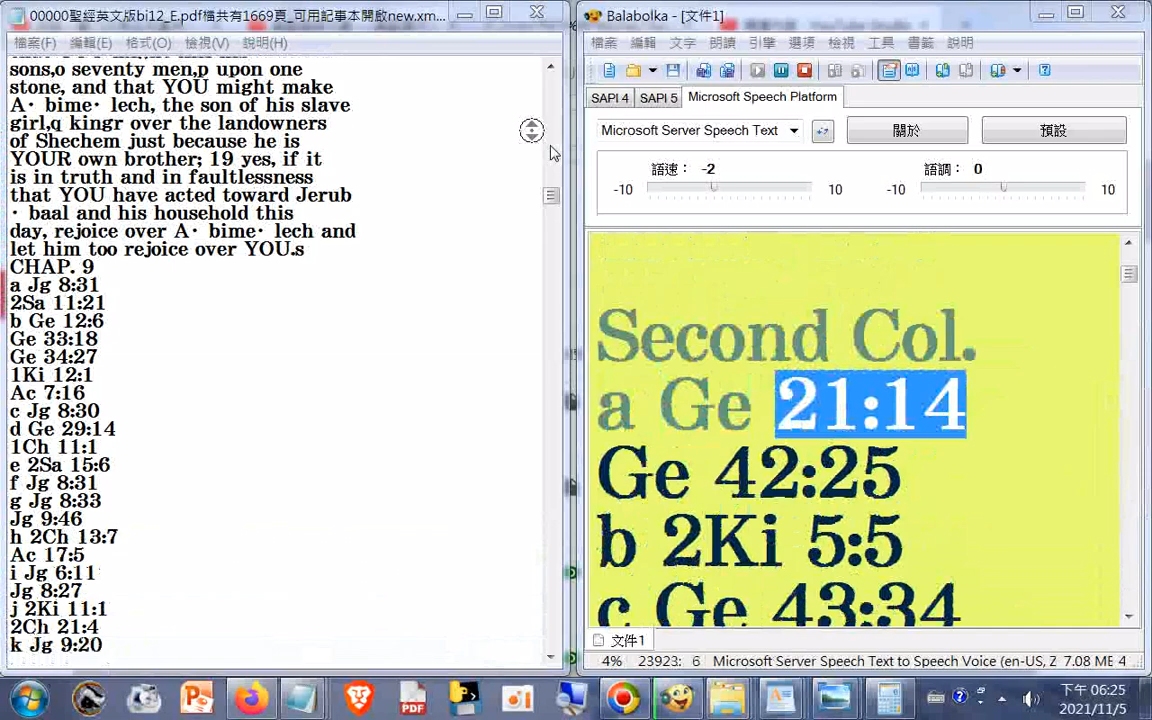 00000聖經英文版bi12_E.pdf檔共有1669頁_可用記事本開啟new.xm...
檔案(F) 編輯(E) 格式(O) 檢視(V) 說明(H)
sons,o seventy men,p upon one
stone, and that YOU might make
A· bime· lech, the son of his slave
girl,q kingr over the landowners
of Shechem just because he is
YOUR own brother; 19 yes, if it
is in truth and in faultlessness
that YOU have acted toward Jerub
· baal and his household this
day, rejoice over A· bime· lech and
let him too rejoice over YOU.s
CHAP. 9
a Jg 8:31
2Sa 11:21
b Ge 12:6
Ge 33:18
Ge 34:27
1Ki 12:1
Ac 7:16
c Jg 8:30
d Ge 29:14
1Ch 11:1
e 2Sa 15:6
f Jg 8:31
g Jg 8:33
Jg 9:46
h 2Ch 13:7
Ac 17:5
i Jg 6:11
Jg 8:27
j 2Ki 11:1
2Ch 21:4
k Jg 9:20
Balabolka - [文件1]
檔案 編輯 文字 朗讀 引擎 選項 檢視 工具 書籤 說明
SAPI 4 SAPI 5 Microsoft Speech Platform
Microsoft Server Speech Text 關於 預設
語速: -2 語調: 0
-10 10 -10 10
Second Col.
a Ge 21:14
Ge 42:25
b 2Ki 5:5
c Ge 43:34
文件1
4% 23923: 6 Microsoft Server Speech Text to Speech Voice (en-US, Z 7.08 MB 4
下午 06:25
2021/11/5